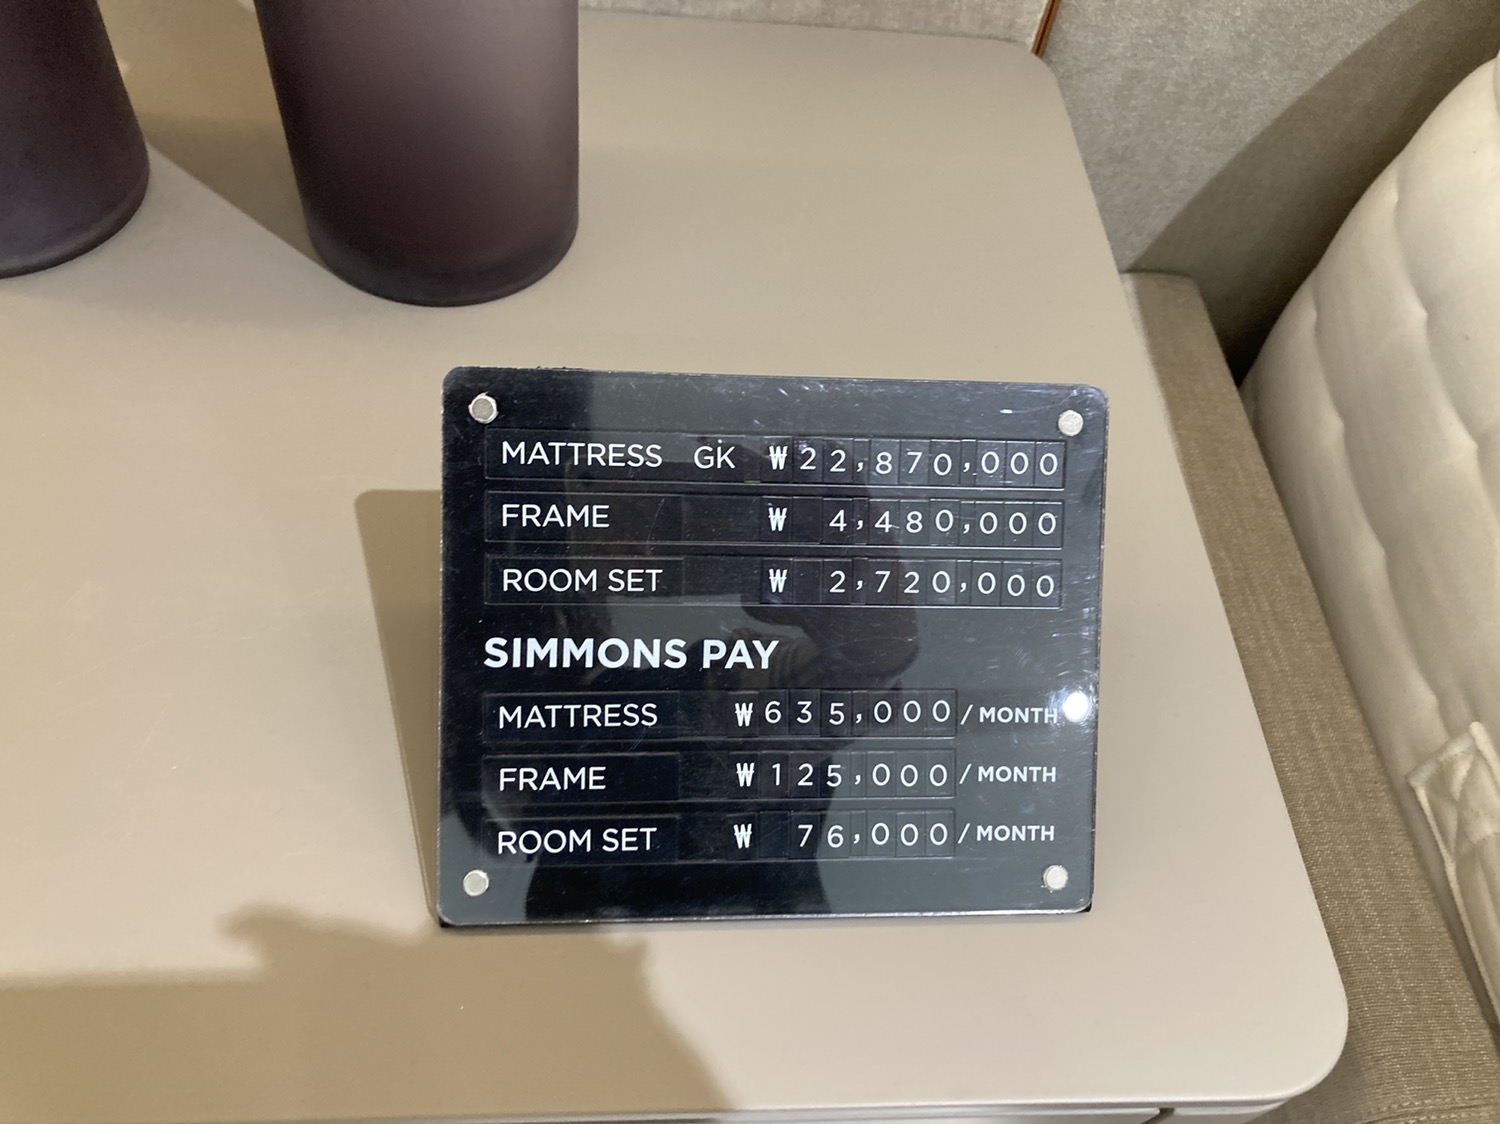 MATTRESS GK ₩22,870,000
FRAME ₩ 4,480,000
ROOM SET ₩ 2,720,000
SIMMONS PAY
MATTRESS ₩635,000/MONTH
FRAME ₩125,000/MONTH
ROOM SET ₩ 76,000/MONTH